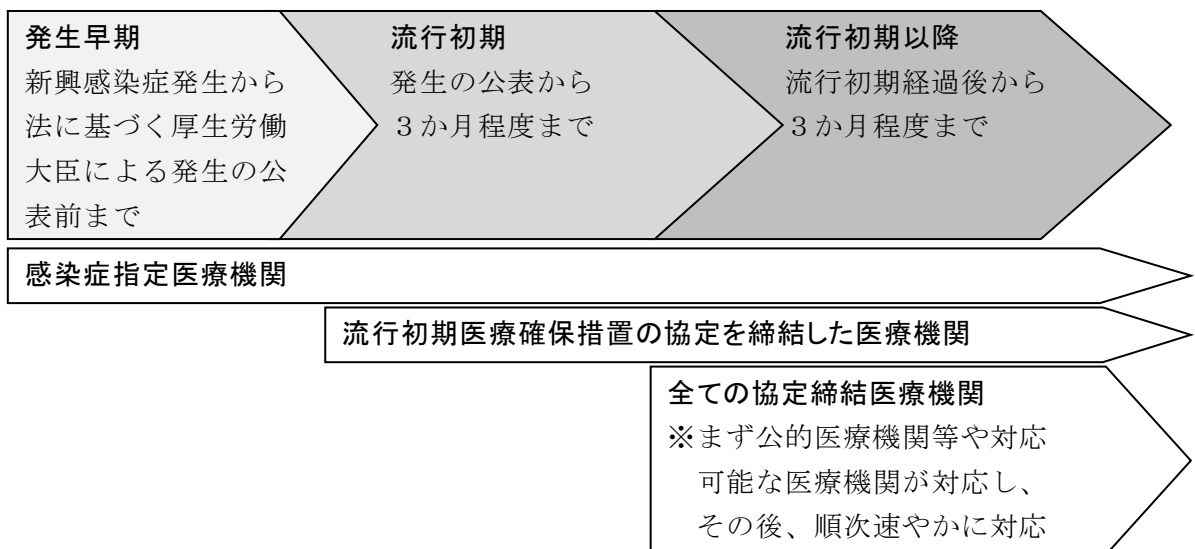 発生早期
新興感染症発生から
法に基づく厚生労働
大臣による発生の公
表前まで
流行初期
発生の公表から
３か月程度まで
流行初期以降
流行初期経過後から
３か月程度まで
感染症指定医療機関
流行初期医療確保措置の協定を締結した医療機関
全ての協定締結医療機関
※まず公的医療機関等や対応
可能な医療機関が対応し、
その後、順次速やかに対応